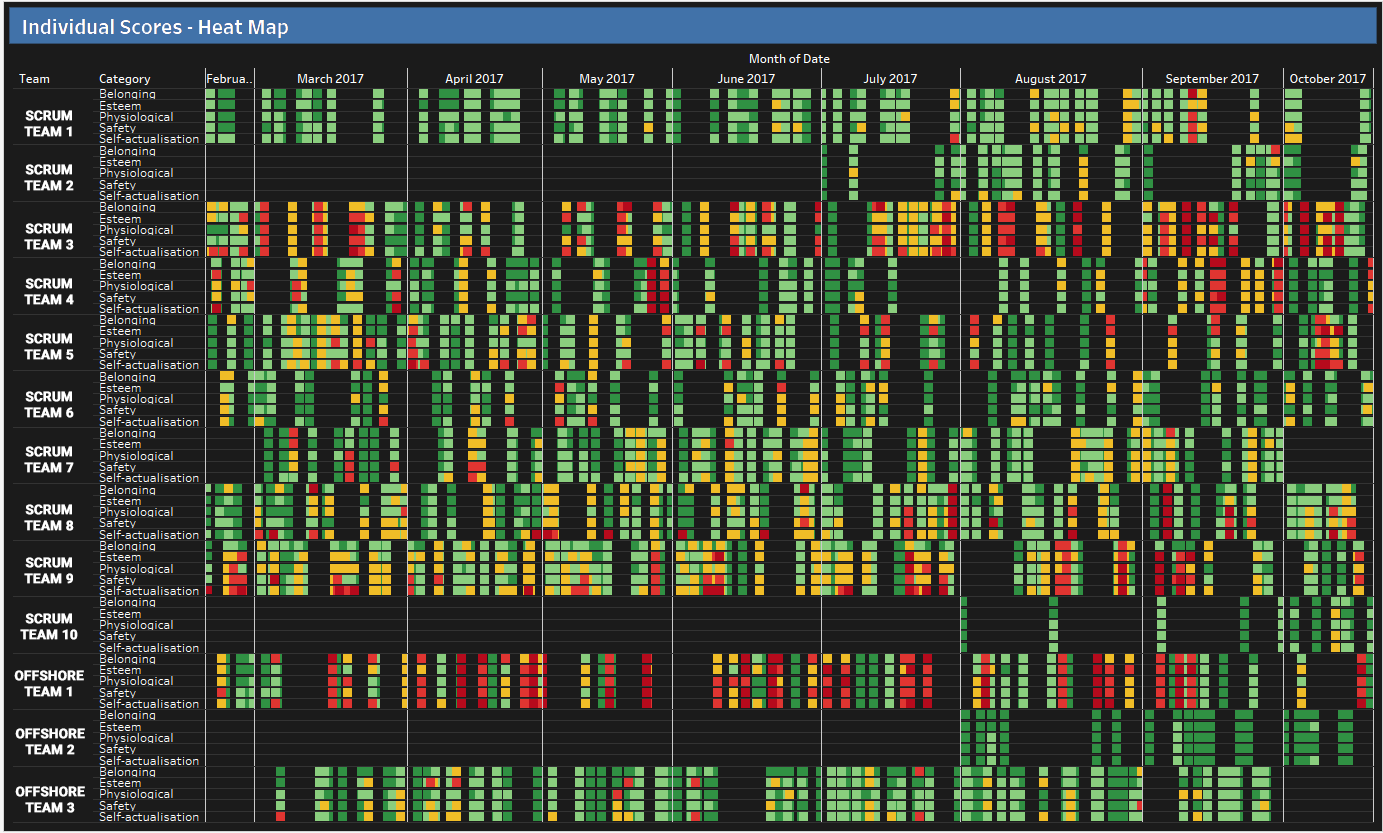 Individual Scores - Heat Map
Month of Date
Team Category Februa.. March 2017 April 2017 May 2017 June 2017 July 2017 August 2017 September 2017 October 2017
SCRUM TEAM 1
Belonging
Esteem
Physiological
Safety
Self-actualisation
SCRUM TEAM 2
Belonging
Esteem
Physiological
Safety
Self-actualisation
SCRUM TEAM 3
Belonging
Esteem
Physiological
Safety
Self-actualisation
SCRUM TEAM 4
Belonging
Esteem
Physiological
Safety
Self-actualisation
SCRUM TEAM 5
Belonging
Esteem
Physiological
Safety
Self-actualisation
SCRUM TEAM 6
Belonging
Esteem
Physiological
Safety
Self-actualisation
SCRUM TEAM 7
Belonging
Esteem
Physiological
Safety
Self-actualisation
SCRUM TEAM 8
Belonging
Esteem
Physiological
Safety
Self-actualisation
SCRUM TEAM 9
Belonging
Esteem
Physiological
Safety
Self-actualisation
SCRUM TEAM 10
Belonging
Esteem
Physiological
Safety
Self-actualisation
OFFSHORE TEAM 1
Belonging
Esteem
Physiological
Safety
Self-actualisation
OFFSHORE TEAM 2
Belonging
Esteem
Physiological
Safety
Self-actualisation
OFFSHORE TEAM 3
Belonging
Esteem
Physiological
Safety
Self-actualisation